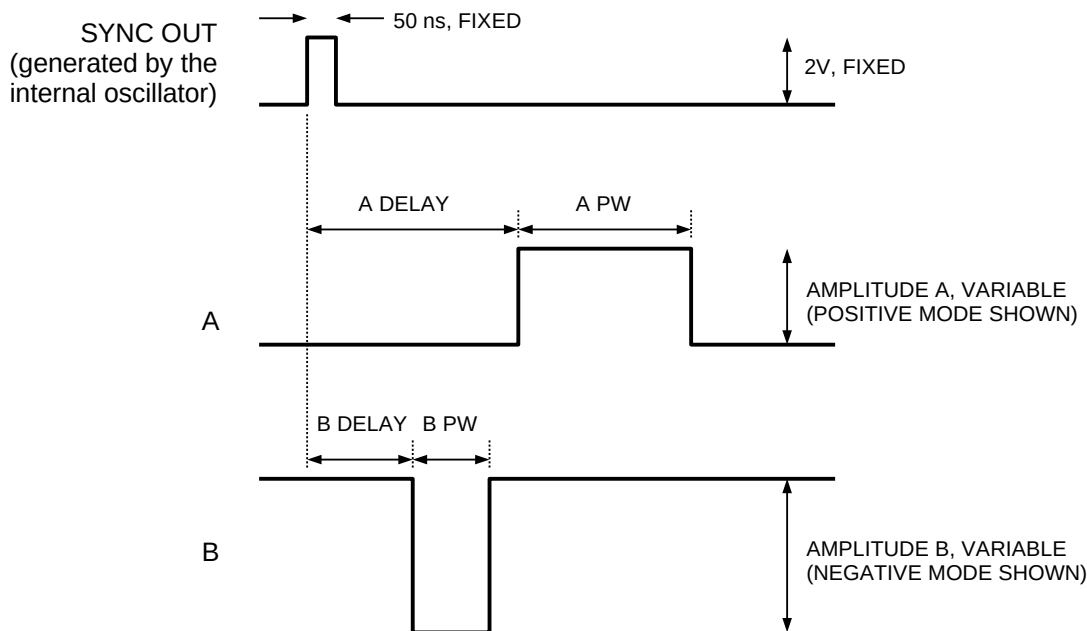 50 ns, FIXED
SYNC OUT
(generated by the
internal oscillator)
2V, FIXED
A DELAY
A PW
AMPLITUDE A, VARIABLE
(POSITIVE MODE SHOWN)
A
B DELAY
B PW
B
AMPLITUDE B, VARIABLE
(NEGATIVE MODE SHOWN)